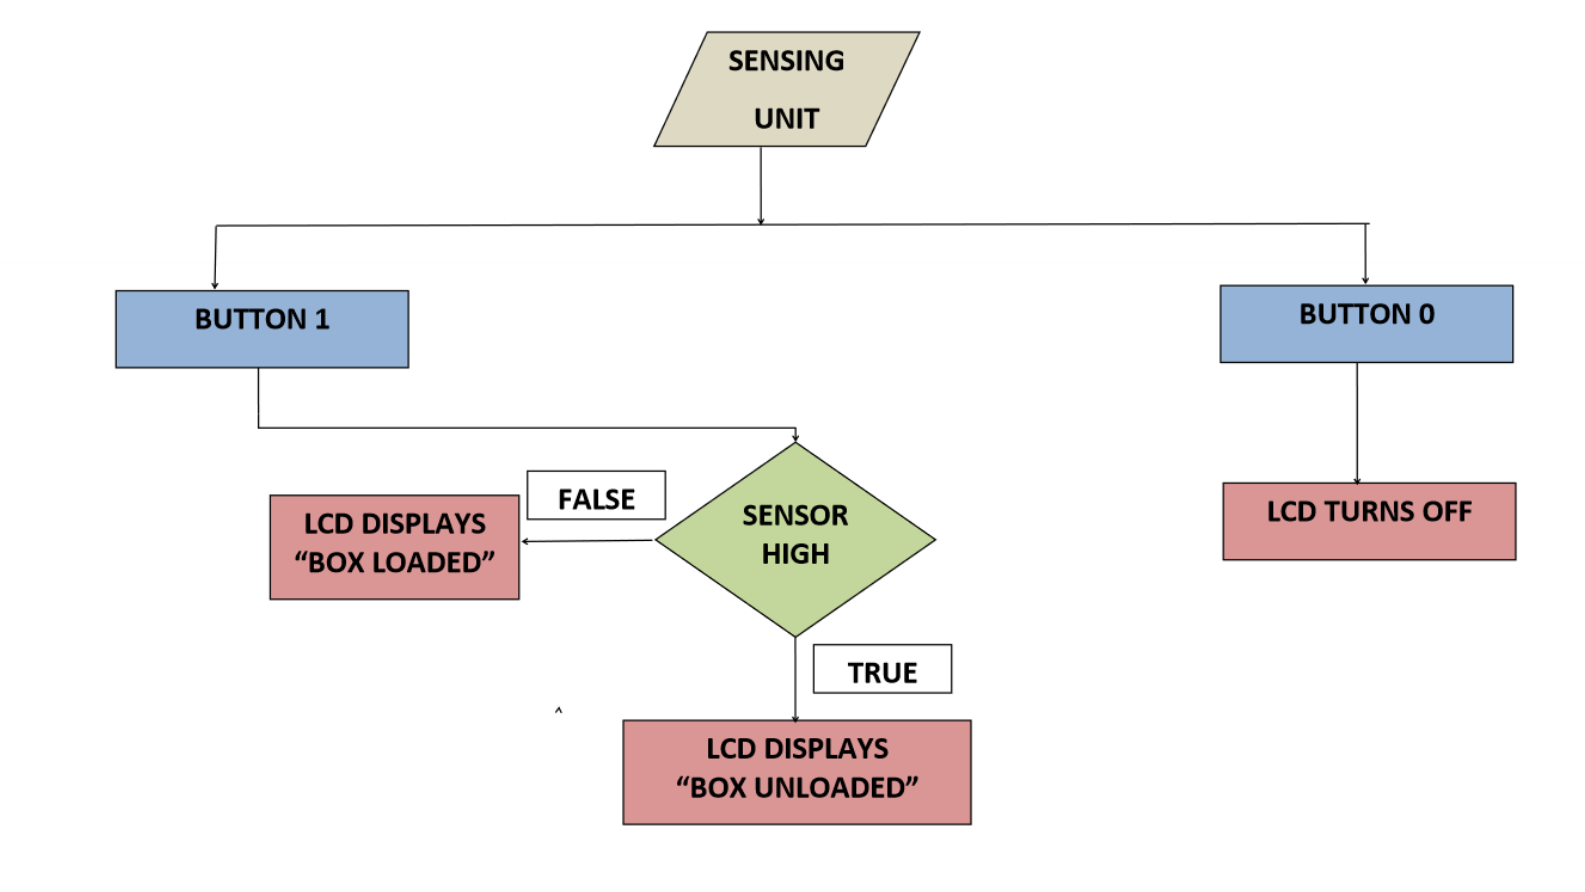 SENSING
UNIT
BUTTON 1
BUTTON 0
LCD DISPLAYS
“BOX LOADED”
FALSE
SENSOR
HIGH
LCD TURNS OFF
TRUE
LCD DISPLAYS
“BOX UNLOADED”